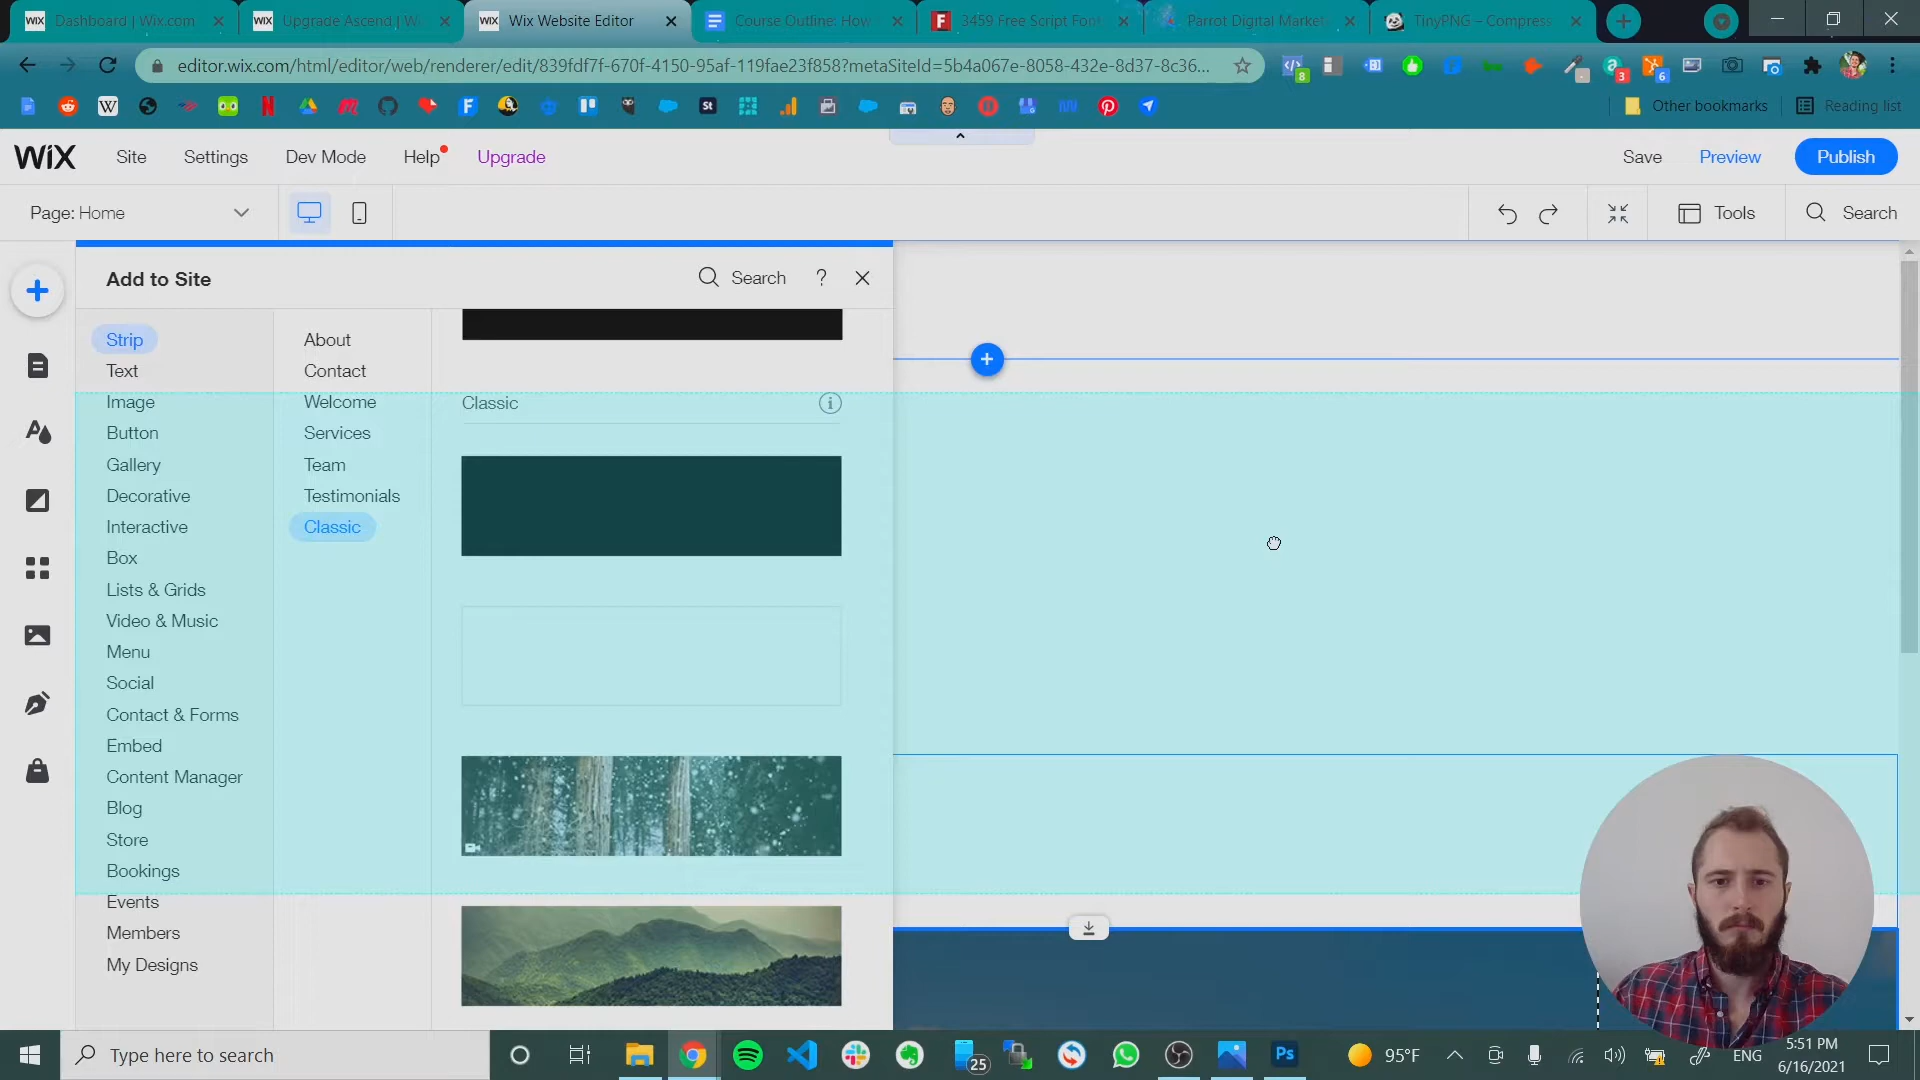 Dashboard | Wix.com
Upgrade Ascend | Wi
Wix Website Editor
Course Outline: How
3459 Free Script Font
Parrot Digital Market
TinyPNG – Compress
editor.wix.com/html/editor/web/renderer/edit/839fdf7f-670f-4150-95af-119fae23f858?metaSiteId=5b4a067e-8058-432e-8d37-8c36...
Other bookmarks
Reading list
WiX
Site
Settings
Dev Mode
Help
Upgrade
Save
Preview
Publish
Page: Home
Tools
Search
Add to Site
Search
?
Strip
Text
Image
Button
Gallery
Decorative
Interactive
Box
Lists & Grids
Video & Music
Menu
Social
Contact & Forms
Embed
Content Manager
Blog
Store
Bookings
Events
Members
My Designs
About
Contact
Welcome
Services
Team
Testimonials
Classic
Classic
Type here to search
25
Ps
95°F
ENG
5:51 PM
6/16/2021